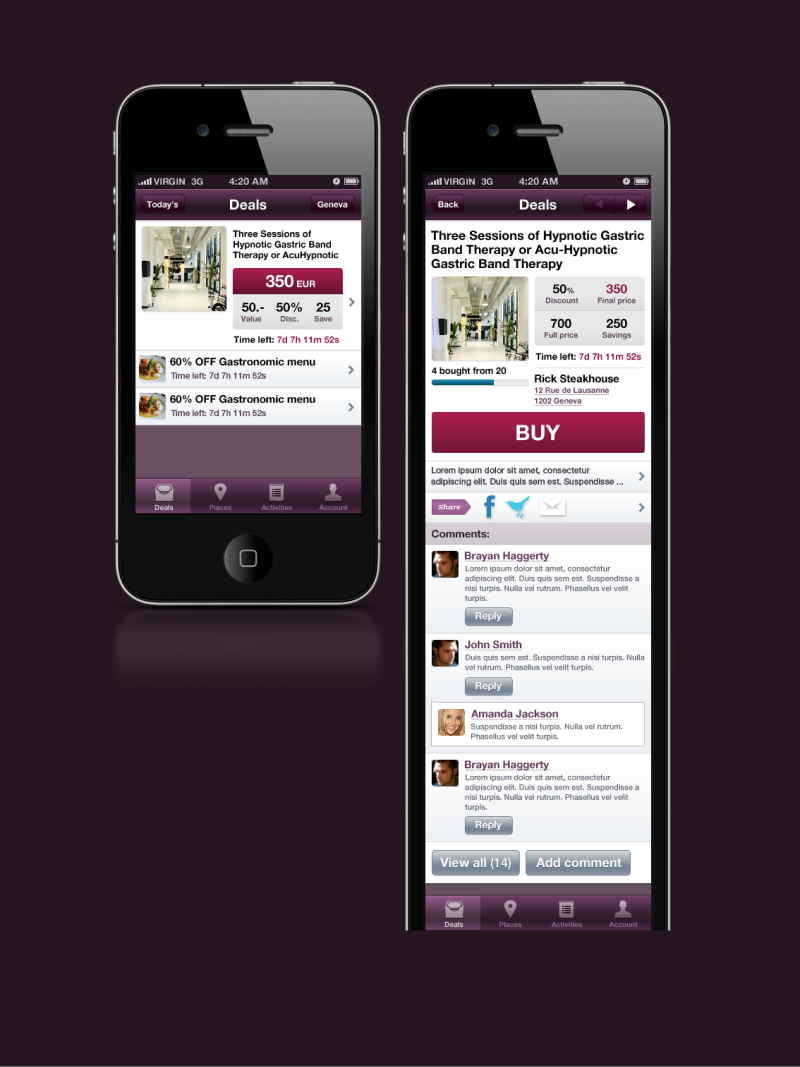 VIRGIN 3G 4:20 AM
Today's Deals Geneva
Three Sessions of
Hypnotic Gastric Band
Therapy or AcuHypnotic
350 EUR
50.- 50% 25
Value Disc. Save
Time left: 7d 7h 11m 52s
60% OFF Gastronomic menu
Time left: 7d 7h 11m 52s
60% OFF Gastronomic menu
Time left: 7d 7h 11m 52s
Deals Places Activities Account
VIRGIN 3G 4:20 AM
Back Deals
Three Sessions of Hypnotic Gastric
Band Therapy or Acu-Hypnotic
Gastric Band Therapy
50% 350
Discount Final price
700 250
Full price Savings
Time left: 7d 7h 11m 52s
4 bought from 20
Rick Steakhouse
12 Rue de Lausanne
1202 Geneva
BUY
Lorem ipsum dolor sit amet, consectetur
adipiscing elit. Duis quis sem est. Suspendisse ...
Share
Comments:
Brayan Haggerty
Lorem ipsum dolor sit amet, consectetur
adipiscing elit. Duis quis sem est. Suspendisse a
nisi turpis. Nulla vel rutrum. Phasellus vel velit
turpis.
Reply
John Smith
Duis quis sem est. Suspendisse a nisi turpis. Nulla
vel rutrum. Phasellus vel velit turpis.
Reply
Amanda Jackson
Suspendisse a nisi turpis. Nulla vel rutrum.
Phasellus vel velit turpis.
Brayan Haggerty
Lorem ipsum dolor sit amet, consectetur
adipiscing elit. Duis quis sem est. Suspendisse a
nisi turpis. Nulla vel rutrum. Phasellus vel velit
turpis.
Reply
View all (14) Add comment
Deals Places Activities Account